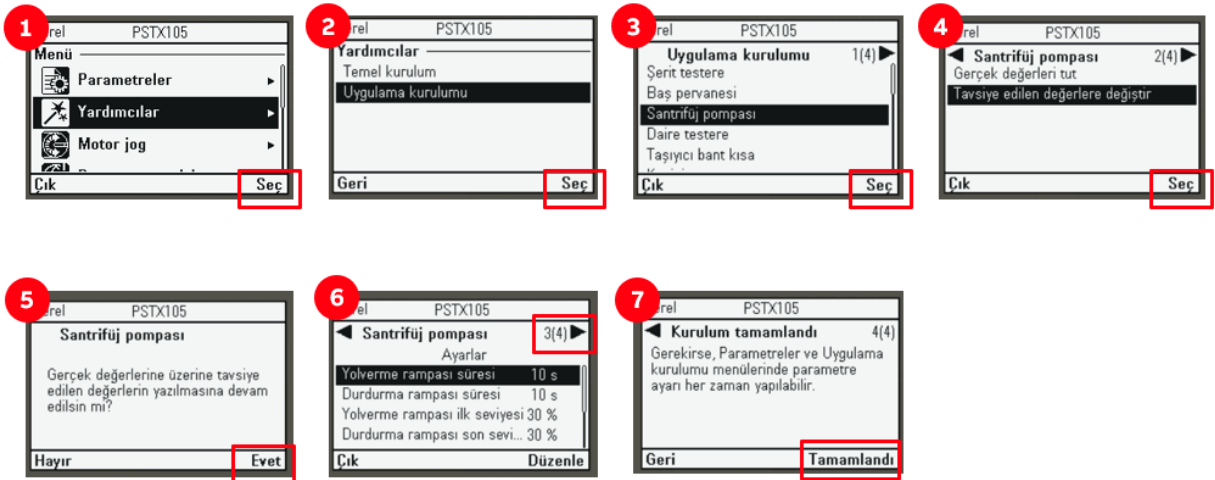 1
rel PSTX105
Menü
Parametreler
Yardımcılar
Motor jog
Çık Seç
2
rel PSTX105
Yardımcılar
Temel kurulum
Uygulama kurulumu
Geri Seç
3
rel PSTX105
Uygulama kurulumu 1(4)
Şerit testere
Baş pervanesi
Santrifüj pompası
Daire testere
Taşıyıcı bant kısa
Çık Seç
4
rel PSTX105
Santrifüj pompası 2(4)
Gerçek değerleri tut
Tavsiye edilen değerlere değiştir
Çık Seç
5
rel PSTX105
Santrifüj pompası
Gerçek değerlerine üzerine tavsiye
edilen değerlerin yazılmasına devam
edilsin mi?
Hayır Evet
6
el PSTX105
Santrifüj pompası 3(4)
Ayarlar
Yolverme rampası süresi 10 s
Durdurma rampası süresi 10 s
Yolverme rampası ilk seviyesi 30 %
Durdurma rampası son sevi... 30 %
Çık Düzenle
7
rel PSTX105
Kurulum tamamlandı 4(4)
Gerekirse, Parametreler ve Uygulama
kurulumu menülerinde parametre
ayarı her zaman yapılabilir.
Geri Tamamlandı